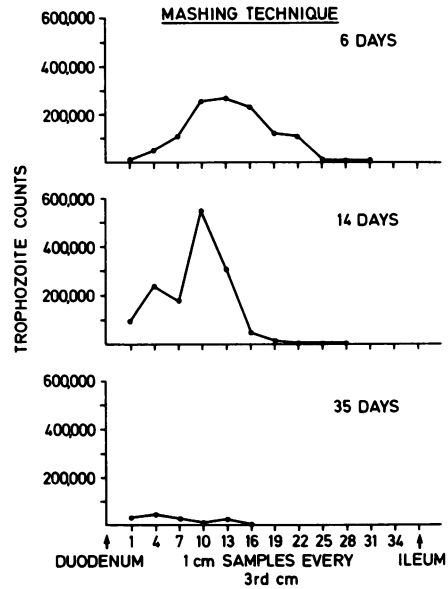 MASHING TECHNIQUE
600,000
400,000
200,000
6 DAYS
TROPHOZOITE COUNTS
600,000
400,000
200,000
14 DAYS
600,000
400,000
200,000
35 DAYS
1 4 7 10 13 16 19 22 25 28 31 34
DUODENUM 1 cm SAMPLES EVERY ILEUM
3rd cm